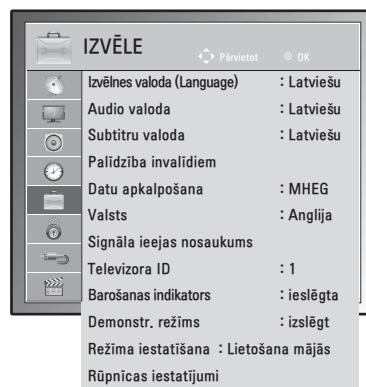 IZVĒLE
Pārvietot OK
Izvēlnes valoda (Language) : Latviešu
Audio valoda : Latviešu
Subtitru valoda : Latviešu
Palīdzība invalīdiem
Datu apkalpošana : MHEG
Valsts : Anglija
Signāla ieejas nosaukums
Televizora ID : 1
Barošanas indikators : ieslēgta
Demonstr. režīms : izslēgt
Režīma iestatīšana : Lietošana mājās
Rūpnīcas iestatījumi